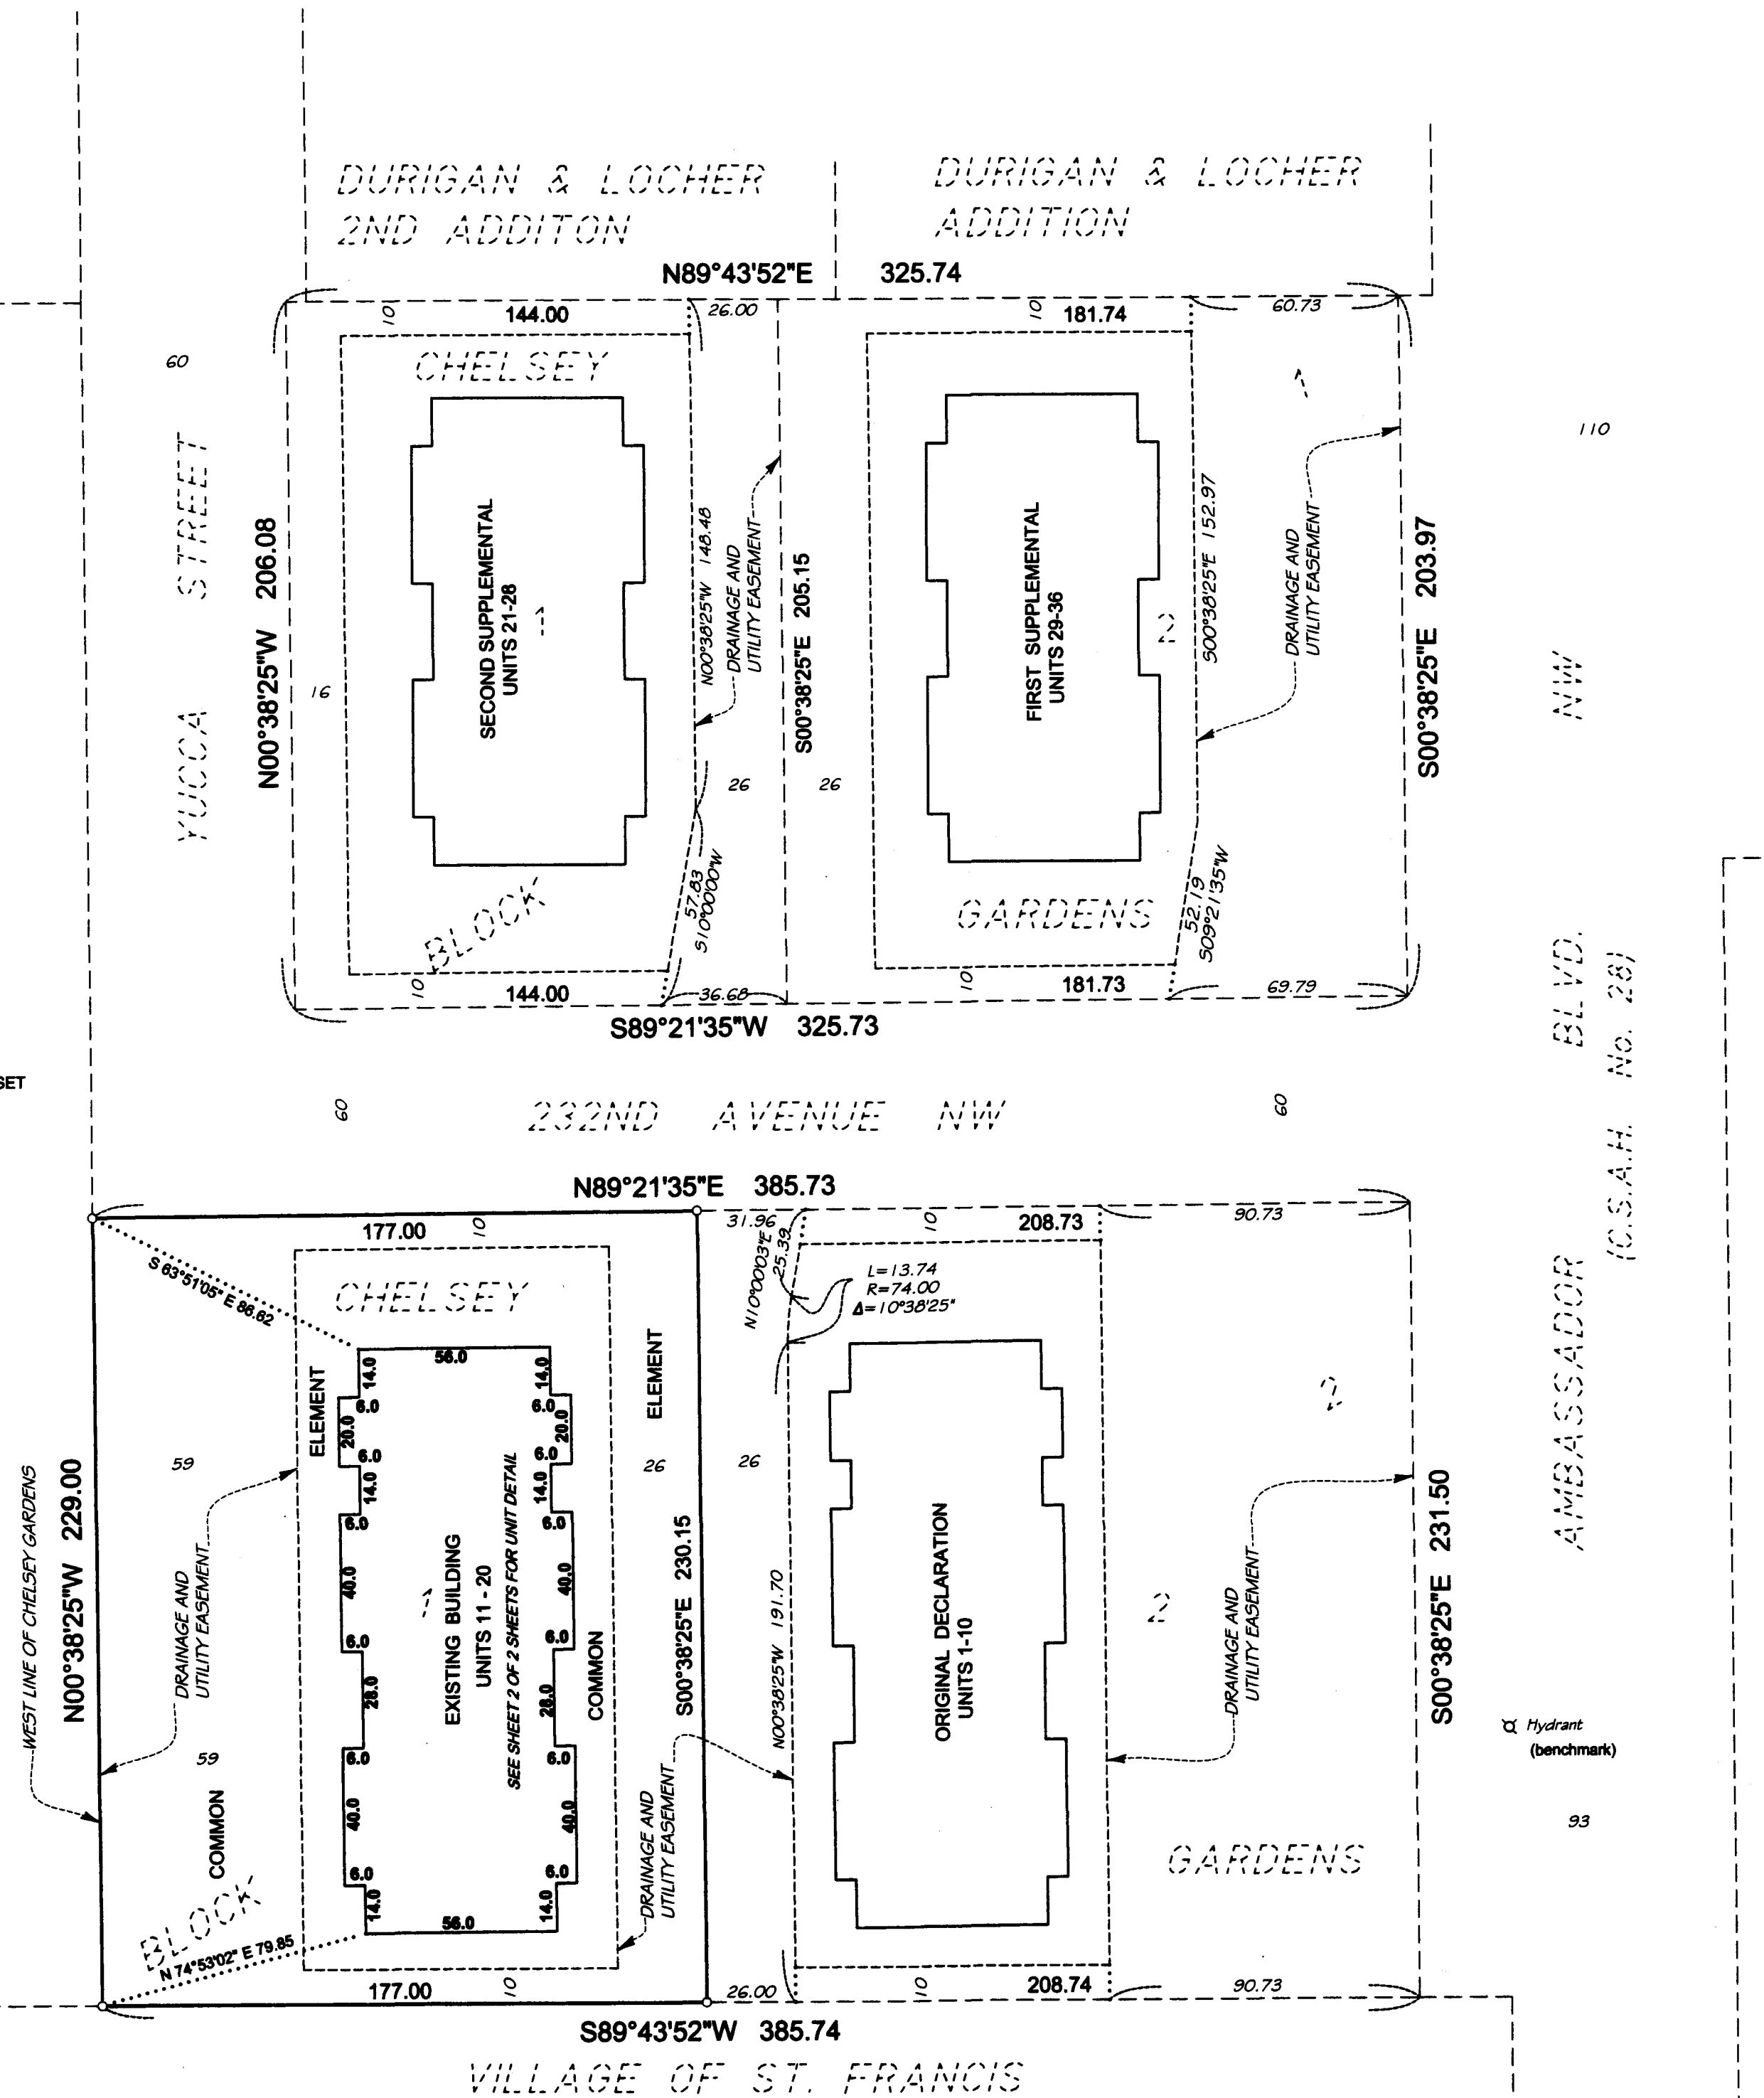 DURIGAN & LOCHER
2ND ADDITON
DURIGAN & LOCHER
ADDITION
N89°43'52"E 325.74
10
144.00
26.00
10
181.74
60.73
60
CHELSEY
1
110
YUCCA STREET
N00°38'25"W 206.08
16
SECOND SUPPLEMENTAL
UNITS 21-28
1
N00°38'25"W 148.48
DRAINAGE AND
UTILITY EASEMENT
S00°38'25"E 205.15
FIRST SUPPLEMENTAL
UNITS 29-36
2
S00°38'25"E 152.97
DRAINAGE AND
UTILITY EASEMENT
S00°38'25"E 203.97
26
26
57.83
S10°00'00"W
52.19
S09°21'35"W
BLOCK
GARDENS
10
144.00
36.68
10
181.73
69.79
S89°21'35"W 325.73
SET
60
232ND AVENUE NW
60
AMBASSADOR BLVD. NW
(C.S.A.H. No. 28)
N89°21'35"E 385.73
177.00
10
31.96
10
208.73
90.73
S 63°51'05" E 86.62
CHELSEY
N10°00'03"E
25.39
L=13.74
R=74.00
Δ=10°38'25"
56.0
14.0
14.0
6.0
6.0
20.0
20.0
6.0
6.0
14.0
14.0
6.0
6.0
40.0
40.0
6.0
6.0
28.0
28.0
6.0
6.0
40.0
40.0
6.0
6.0
14.0
14.0
56.0
ELEMENT
ELEMENT
59
26
26
2
WEST LINE OF CHELSEY GARDENS
N00°38'25"W 229.00
DRAINAGE AND
UTILITY EASEMENT
EXISTING BUILDING
UNITS 11 - 20
SEE SHEET 2 OF 2 SHEETS FOR UNIT DETAIL
1
COMMON
S00°38'25"E 230.15
DRAINAGE AND
UTILITY EASEMENT
N00°38'25"W 191.70
ORIGINAL DECLARATION
UNITS 1-10
2
DRAINAGE AND
UTILITY EASEMENT
S00°38'25"E 231.50
Hydrant
(benchmark)
59
COMMON
93
BLOCK
GARDENS
N 74°53'02" E 79.85
177.00
10
26.00
10
208.74
90.73
S89°43'52"W 385.74
VILLAGE OF ST. FRANCIS